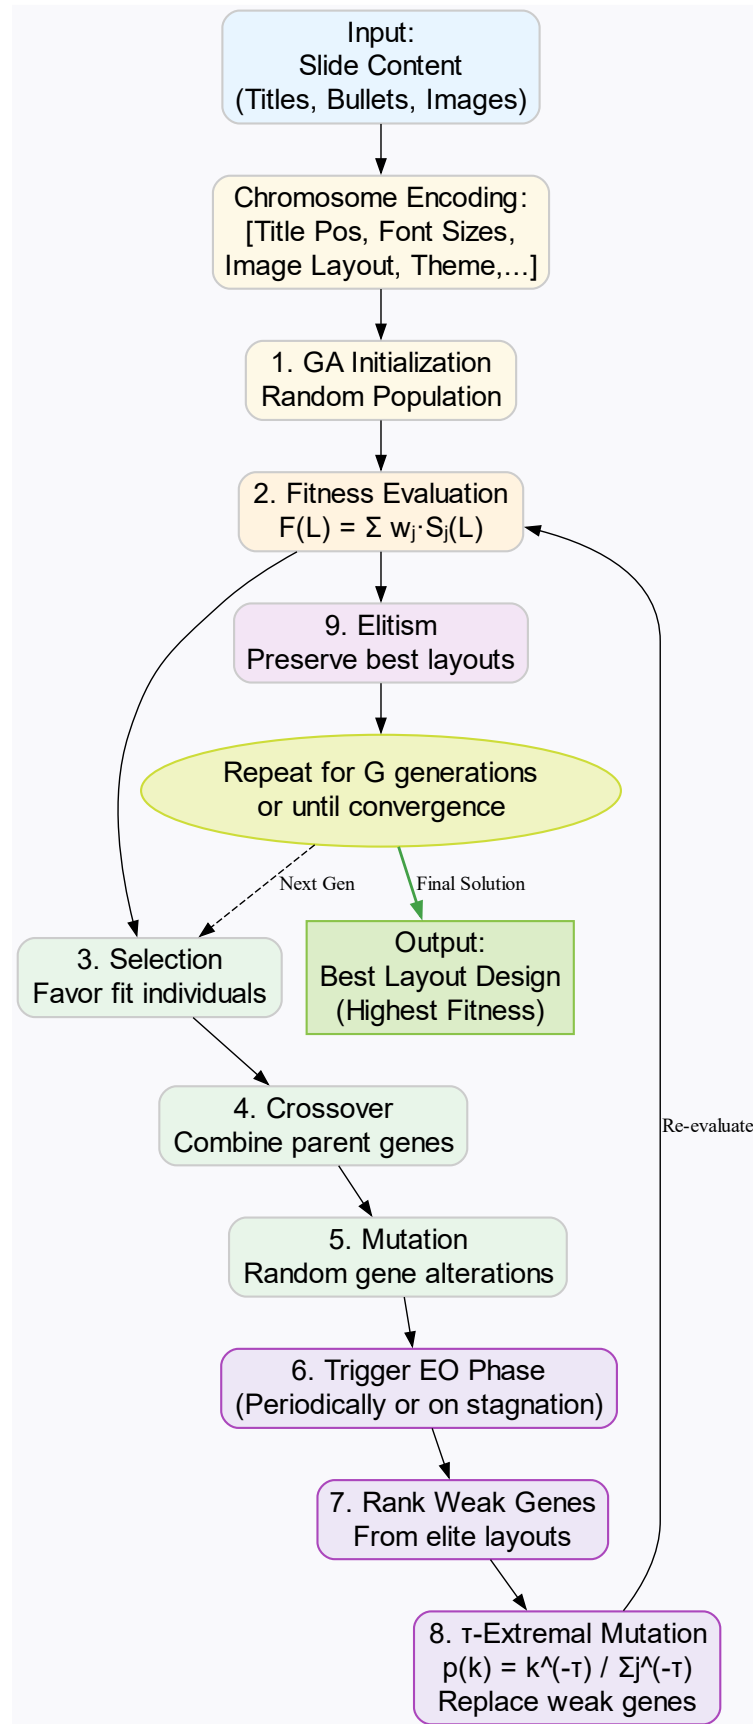 Input:
Slide Content
(Titles, Bullets, Images)
Chromosome Encoding:
[Title Pos, Font Sizes,
Image Layout, Theme,...]
1. GA Initialization
Random Population
2. Fitness Evaluation
F(L) = Σ wⱼ·Sⱼ(L)
9. Elitism
Preserve best layouts
Repeat for G generations
or until convergence
Next Gen
Final Solution
3. Selection
Favor fit individuals
Output:
Best Layout Design
(Highest Fitness)
4. Crossover
Combine parent genes
Re-evaluate
5. Mutation
Random gene alterations
6. Trigger EO Phase
(Periodically or on stagnation)
7. Rank Weak Genes
From elite layouts
8. τ-Extremal Mutation
p(k) = k^(-τ) / Σj^(-τ)
Replace weak genes